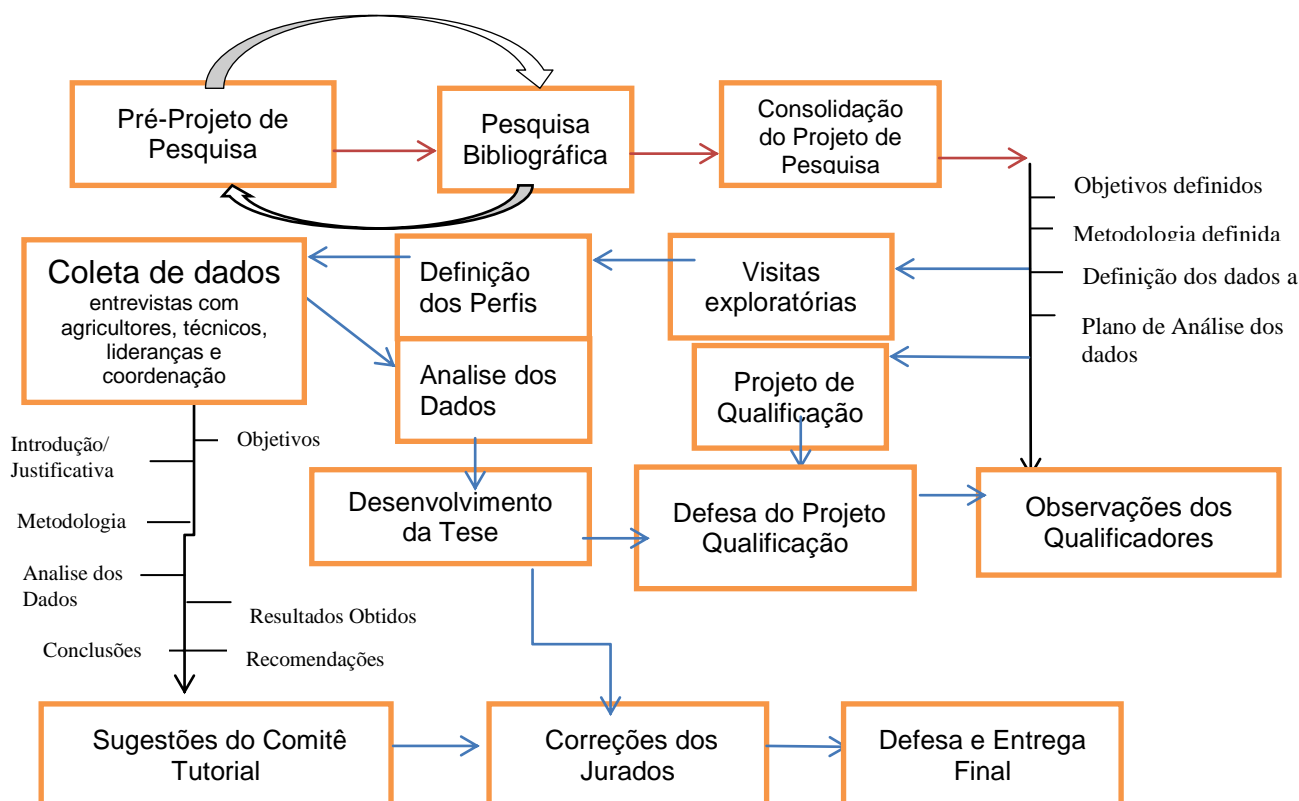 Pré-Projeto de
Pesquisa
Pesquisa
Bibliográfica
Consolidação
do Projeto de
Pesquisa
Objetivos definidos
Metodologia definida
Definição dos dados a
Plano de Análise dos
dados
Coleta de dados
entrevistas com
agricultores, técnicos,
lideranças e
coordenação
Definição
dos Perfis
Visitas
exploratórias
Analise dos
Dados
Projeto de
Qualificação
Objetivos
Introdução/
Justificativa
Metodologia
Analise dos
Dados
Resultados Obtidos
Conclusões
Recomendações
Desenvolvimento
da Tese
Defesa do Projeto
Qualificação
Observações dos
Qualificadores
Sugestões do Comitê
Tutorial
Correções dos
Jurados
Defesa e Entrega
Final